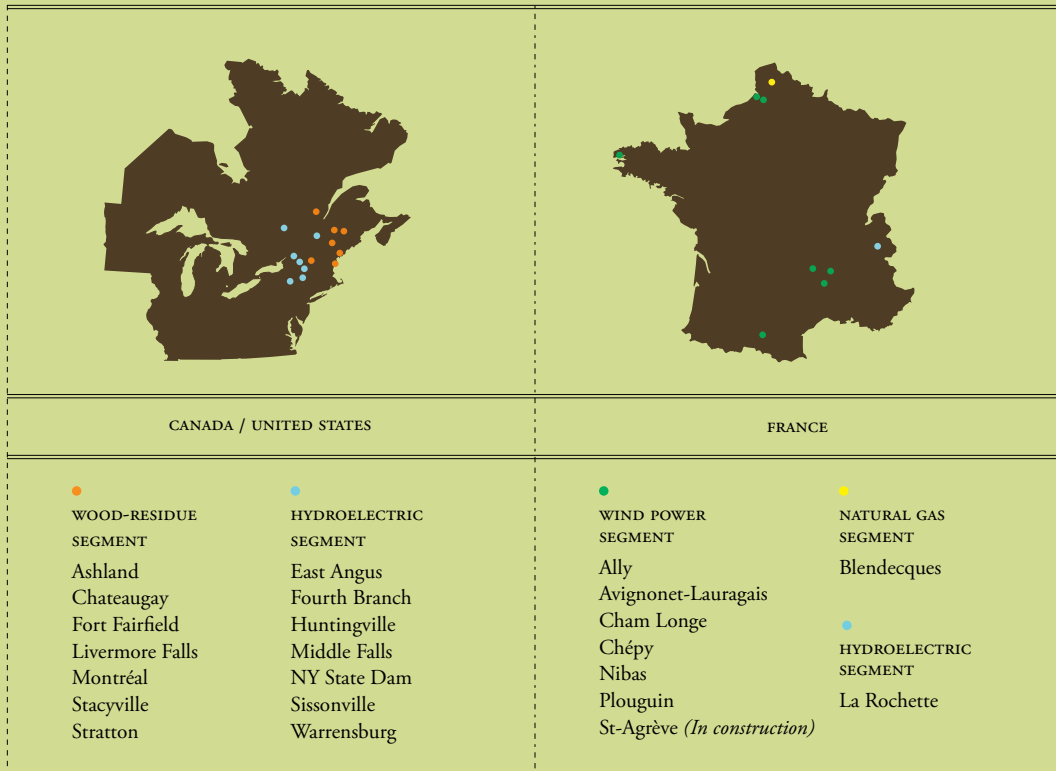 CANADA / UNITED STATES
FRANCE
WOOD-RESIDUE
SEGMENT
Ashland
Chateaugay
Fort Fairfield
Livermore Falls
Montréal
Stacyville
Stratton
HYDROELECTRIC
SEGMENT
East Angus
Fourth Branch
Huntingville
Middle Falls
NY State Dam
Sissonville
Warrensburg
WIND POWER
SEGMENT
Ally
Avignonet-Lauragais
Cham Longe
Chépy
Nibas
Plouguin
St-Agrève (In construction)
NATURAL GAS
SEGMENT
Blendecques
HYDROELECTRIC
SEGMENT
La Rochette